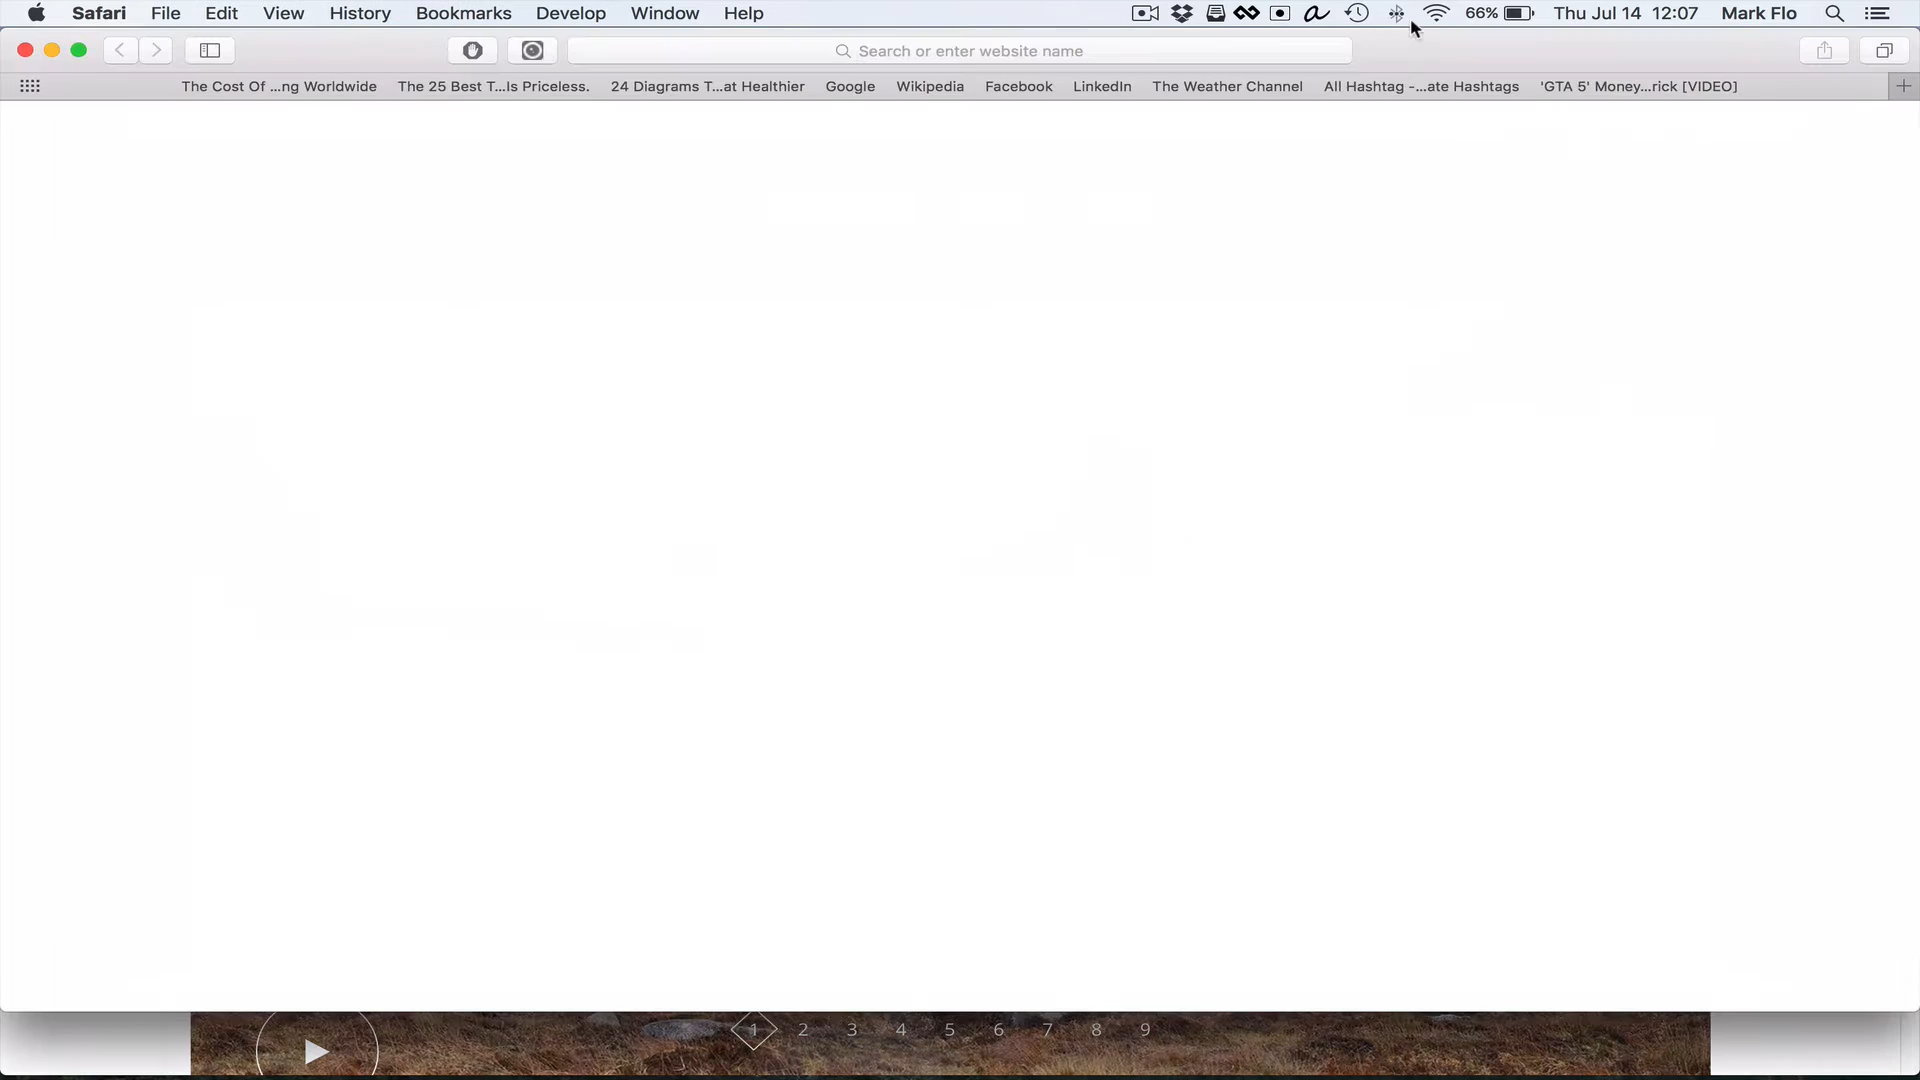 Safari File Edit View History Bookmarks Develop Window Help 66% Thu Jul 14 12:07 Mark Flo
Search or enter website name
The Cost Of ...ng Worldwide The 25 Best T...Is Priceless. 24 Diagrams T...at Healthier Google Wikipedia Facebook LinkedIn The Weather Channel All Hashtag -...ate Hashtags 'GTA 5' Money...rick [VIDEO]
1 2 3 4 5 6 7 8 9